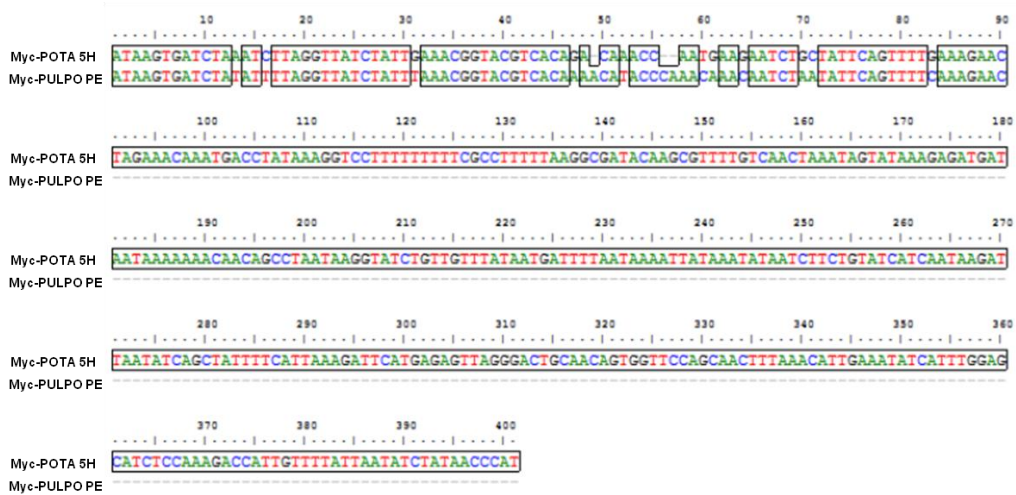 10 20 30 40 50 60 70 80 90
Myc-POTA 5H ATAAGTGATCTAAATCTTAGGTTATCTATTGAAACGGTACGTCACAGA-CAAACC--AATGAAGAATCTGCTATTCAGTTTTGAAAGAAC
Myc-PULPO PE ATAAGTGATCTATATTTTAGGTTATCTATTTAAACGGTACGTCACAAAACATACCCAAACAAACAATCTAATATTCAGTTTTCAAAGAAC
100 110 120 130 140 150 160 170 180
Myc-POTA 5H TAGAAACAAATGACCTATAAAGGTCCTTTTTTTTTCGCCTTTTTAAGGCGATACAAGCGTTTTGTCAACTAAATAGTATAAAGAGATGAT
Myc-PULPO PE
190 200 210 220 230 240 250 260 270
Myc-POTA 5H AATAAAAAAACAACAGCCTAATAAGGTATCTGTTGTTTATAATGATTTTAATAAAATTATAAATATAATCTTCTGTATCATCAATAAGAT
Myc-PULPO PE
280 290 300 310 320 330 340 350 360
Myc-POTA 5H TAATATCAGCTATTTTCATTAAAGATTCATGAGAGTTAGGGACTGCAACAGTGGTTCCAGCAACTTTAAACATTGAAATATCATTTGGAG
Myc-PULPO PE
370 380 390 400
Myc-POTA 5H CATCTCCAAAGACCATTGTTTTATTAATATCTATAACCCAT
Myc-PULPO PE